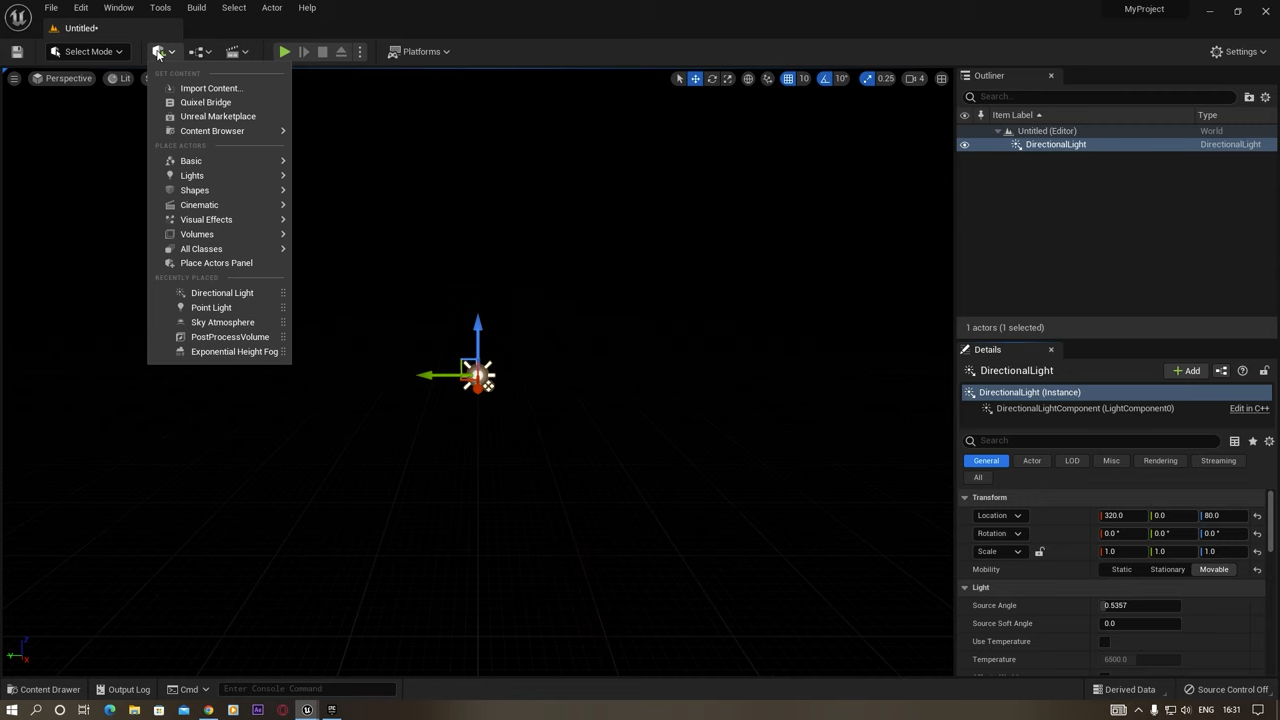 File Edit Window Tools Build Select Actor Help
MyProject
Untitled•
Select Mode
Platforms
Settings
Perspective
Lit
10
10°
0.25
4
GET CONTENT
Import Content...
Quixel Bridge
Unreal Marketplace
Content Browser
PLACE ACTORS
Basic
Lights
Shapes
Cinematic
Visual Effects
Volumes
All Classes
Place Actors Panel
RECENTLY PLACED
Directional Light
Point Light
Sky Atmosphere
PostProcessVolume
Exponential Height Fog
Outliner
Search...
Item Label Type
Untitled (Editor) World
DirectionalLight DirectionalLight
1 actors (1 selected)
Details
DirectionalLight
Add
DirectionalLight (Instance)
DirectionalLightComponent (LightComponent0) Edit in C++
Search
General Actor LOD Misc Rendering Streaming
All
Transform
Location 320.0 0.0 80.0
Rotation 0.0 ° 0.0 ° 0.0 °
Scale 1.0 1.0 1.0
Mobility Static Stationary Movable
Light
Source Angle 0.5357
Source Soft Angle 0.0
Use Temperature
Temperature 6500.0
Z
Y
X
Content Drawer Output Log Cmd Enter Console Command Derived Data Source Control Off
Ae ENG 16:31